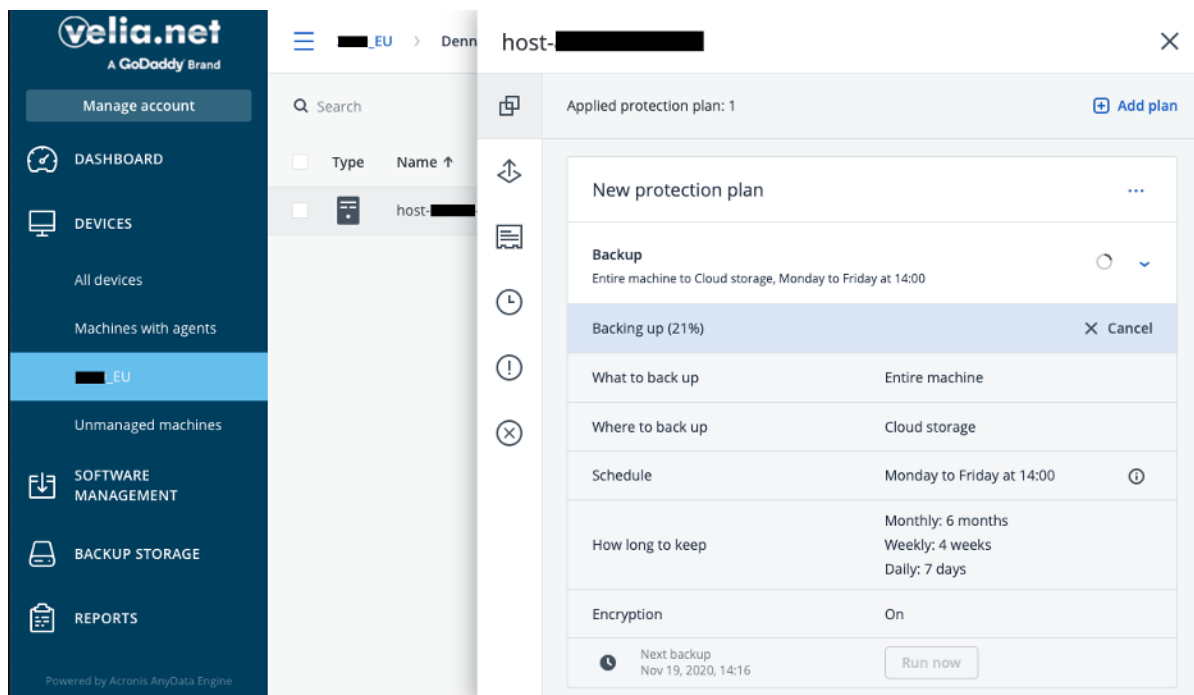 velia.net
A GoDaddy Brand
Manage account
DASHBOARD
DEVICES
All devices
Machines with agents
_EU
Unmanaged machines
SOFTWARE
MANAGEMENT
BACKUP STORAGE
REPORTS
Powered by Acronis AnyData Engine
_EU > Denn
Search
Type Name ↑
host-
host-
Applied protection plan: 1
Add plan
New protection plan
...
Backup
Entire machine to Cloud storage, Monday to Friday at 14:00
Backing up (21%) Cancel
What to back up Entire machine
Where to back up Cloud storage
Schedule Monday to Friday at 14:00
How long to keep
Monthly: 6 months
Weekly: 4 weeks
Daily: 7 days
Encryption On
Next backup
Nov 19, 2020, 14:16
Run now